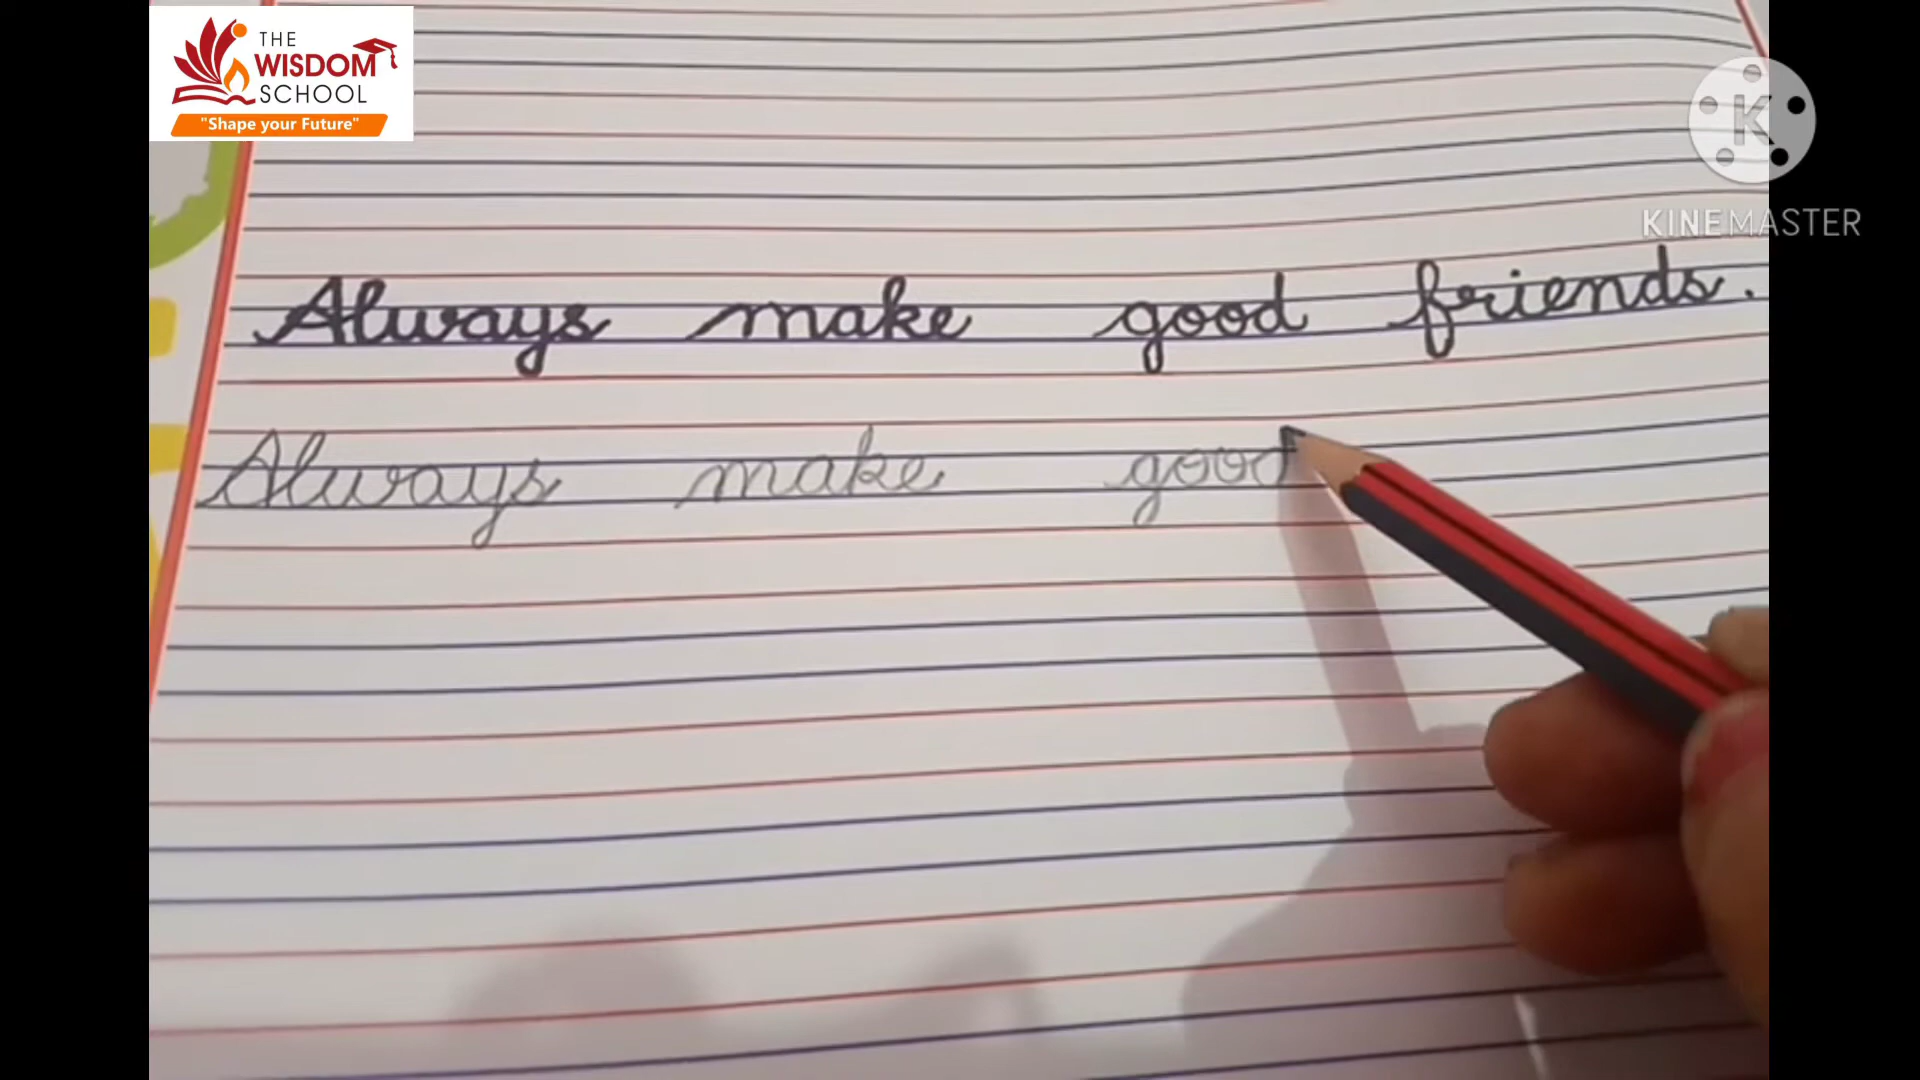 THE
WISDOM
SCHOOL
"Shape your Future"
K
KINEMASTER
Always make good friends.
Always make good